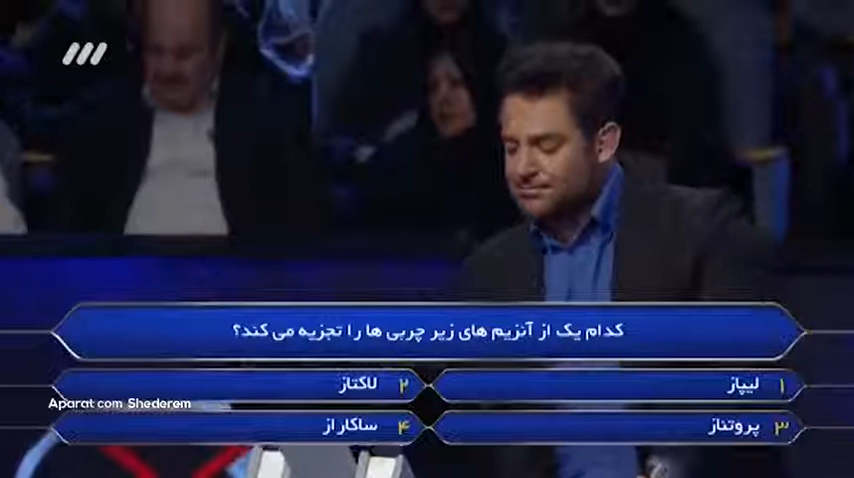 کدام یک از آنزیم های زیر چربی ها را تجزیه می کند؟
۱ لیپاز
۲ لاکتاز
۳ پروتناز
۴ ساکاراز
Aparat com Shederem